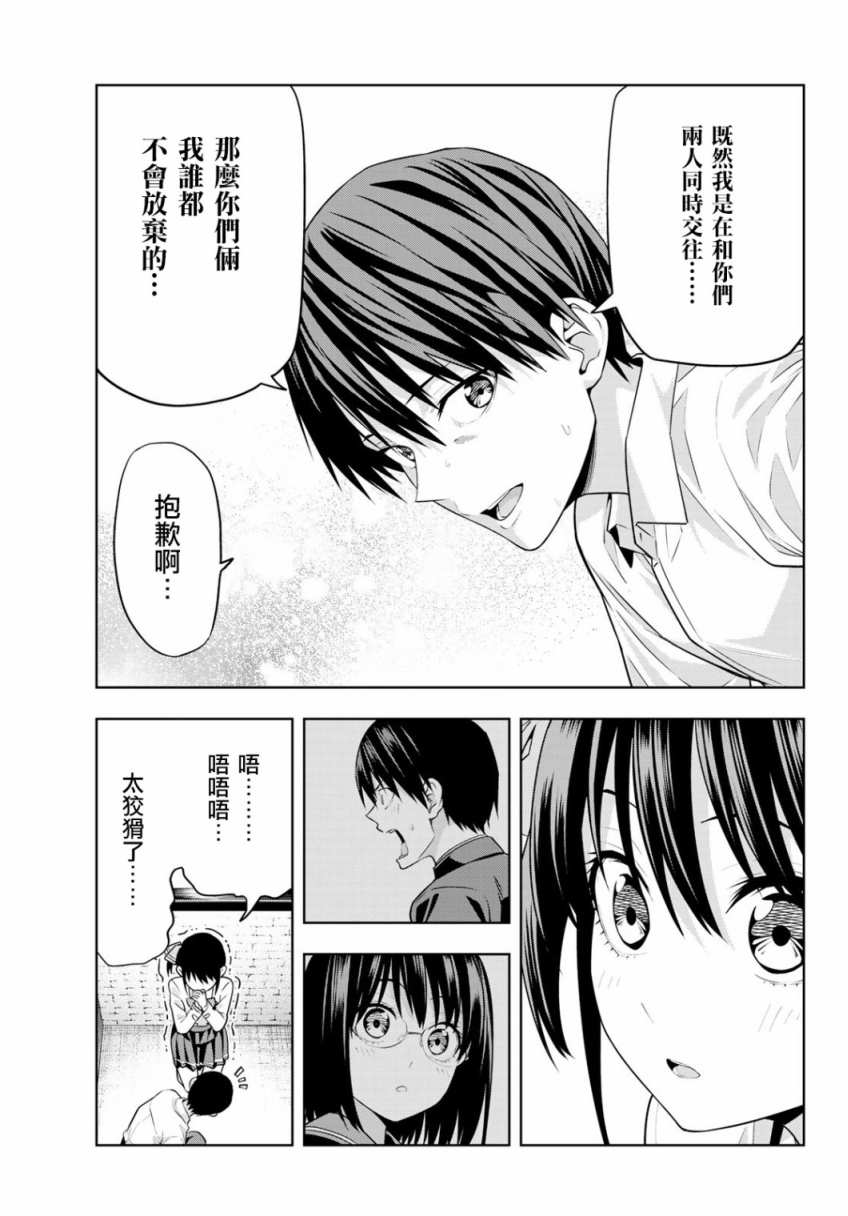 既然我是在和你們
兩人同時交往……
那麼你們倆
我誰都
不會放棄的…
抱歉啊…
唔………
唔唔唔…
太狡猾了……